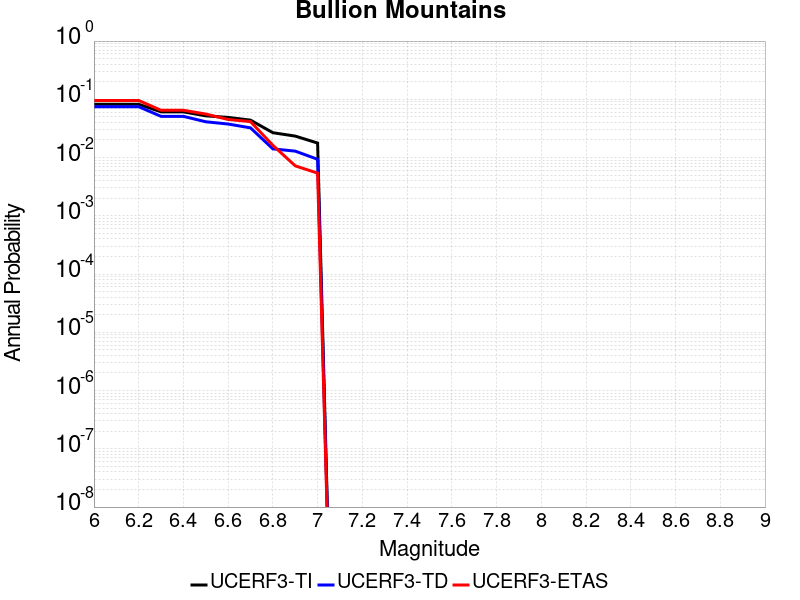 Bullion Mountains
10^0
10^-1
10^-2
10^-3
10^-4
10^-5
10^-6
10^-7
10^-8
Annual Probability
6 6.2 6.4 6.6 6.8 7 7.2 7.4 7.6 7.8 8 8.2 8.4 8.6 8.8 9
Magnitude
UCERF3-TI UCERF3-TD UCERF3-ETAS